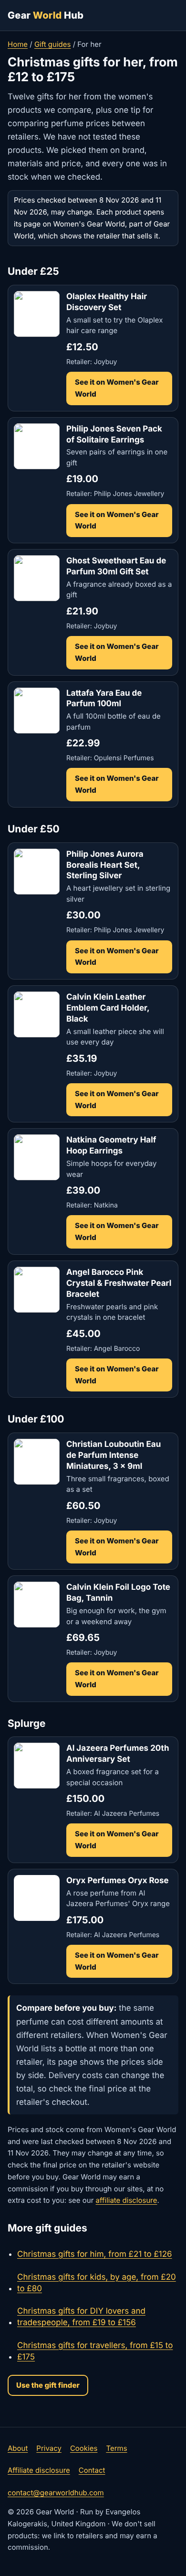 Gear World Hub
Home / Gift guides / For her
Christmas gifts for her, from
£12 to £175
Twelve gifts for her from the women's
products we compare, plus one tip for
comparing perfume prices between
retailers. We have not tested these
products. We picked them on brand,
materials and price, and every one was in
stock when we checked.
Prices checked between 8 Nov 2026 and 11
Nov 2026, may change. Each product opens
its page on Women's Gear World, part of Gear
World, which shows the retailer that sells it.
Under £25
Olaplex Healthy Hair
Discovery Set
A small set to try the Olaplex
hair care range
£12.50
Retailer: Joybuy
See it on Women's Gear
World
Philip Jones Seven Pack
of Solitaire Earrings
Seven pairs of earrings in one
gift
£19.00
Retailer: Philip Jones Jewellery
See it on Women's Gear
World
Ghost Sweetheart Eau de
Parfum 30ml Gift Set
A fragrance already boxed as a
gift
£21.90
Retailer: Joybuy
See it on Women's Gear
World
Lattafa Yara Eau de
Parfum 100ml
A full 100ml bottle of eau de
parfum
£22.99
Retailer: Opulensi Perfumes
See it on Women's Gear
World
Under £50
Philip Jones Aurora
Borealis Heart Set,
Sterling Silver
A heart jewellery set in sterling
silver
£30.00
Retailer: Philip Jones Jewellery
See it on Women's Gear
World
Calvin Klein Leather
Emblem Card Holder,
Black
A small leather piece she will
use every day
£35.19
Retailer: Joybuy
See it on Women's Gear
World
Natkina Geometry Half
Hoop Earrings
Simple hoops for everyday
wear
£39.00
Retailer: Natkina
See it on Women's Gear
World
Angel Barocco Pink
Crystal & Freshwater Pearl
Bracelet
Freshwater pearls and pink
crystals in one bracelet
£45.00
Retailer: Angel Barocco
See it on Women's Gear
World
Under £100
Christian Louboutin Eau
de Parfum Intense
Miniatures, 3 × 9ml
Three small fragrances, boxed
as a set
£60.50
Retailer: Joybuy
See it on Women's Gear
World
Calvin Klein Foil Logo Tote
Bag, Tannin
Big enough for work, the gym
or a weekend away
£69.65
Retailer: Joybuy
See it on Women's Gear
World
Splurge
Al Jazeera Perfumes 20th
Anniversary Set
A boxed fragrance set for a
special occasion
£150.00
Retailer: Al Jazeera Perfumes
See it on Women's Gear
World
Oryx Perfumes Oryx Rose
A rose perfume from Al
Jazeera Perfumes' Oryx range
£175.00
Retailer: Al Jazeera Perfumes
See it on Women's Gear
World
Compare before you buy: the same
perfume can cost different amounts at
different retailers. When Women's Gear
World lists a bottle at more than one
retailer, its page shows the prices side
by side. Delivery costs can change the
total, so check the final price at the
retailer's checkout.
Prices and stock come from Women's Gear World
and were last checked between 8 Nov 2026 and
11 Nov 2026. They may change at any time, so
check the final price on the retailer's website
before you buy. Gear World may earn a
commission if you buy through our sites, at no
extra cost to you: see our affiliate disclosure.
More gift guides
• Christmas gifts for him, from £21 to £126
• Christmas gifts for kids, by age, from £20
to £80
• Christmas gifts for DIY lovers and
tradespeople, from £19 to £156
• Christmas gifts for travellers, from £15 to
£175
Use the gift finder
About Privacy Cookies Terms
Affiliate disclosure Contact
contact@gearworldhub.com
© 2026 Gear World · Run by Evangelos
Kalogerakis, United Kingdom · We don't sell
products: we link to retailers and may earn a
commission.